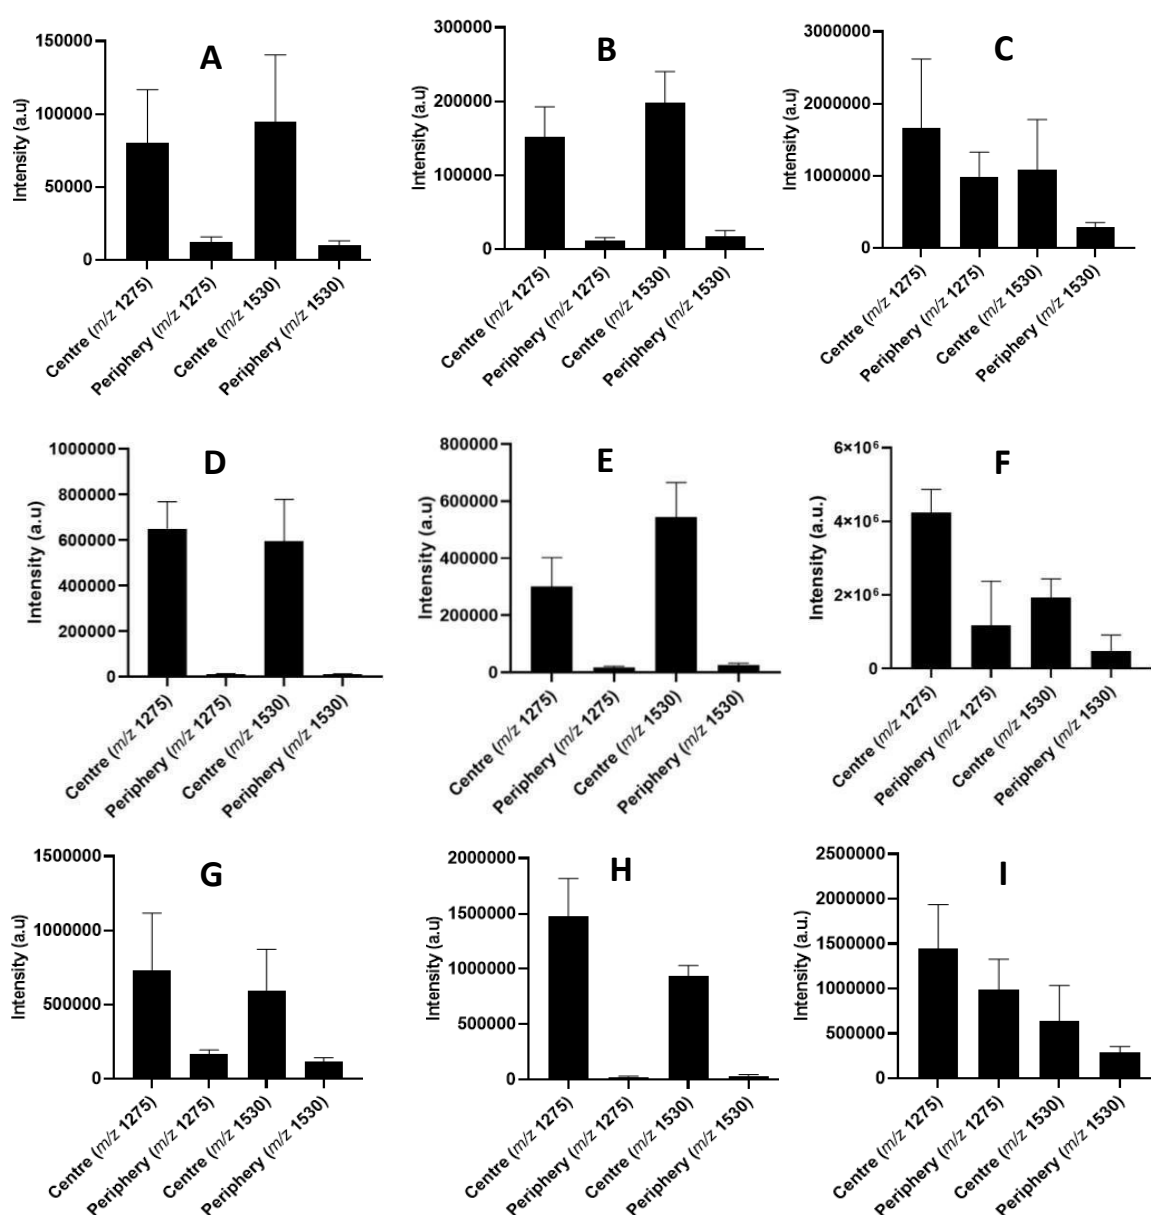 A
Intensity (a.u)
150000
100000
50000
0
Centre (m/z 1275)
Periphery (m/z 1275)
Centre (m/z 1530)
Periphery (m/z 1530)
B
Intensity (a.u)
300000
200000
100000
0
Centre (m/z 1275)
Periphery (m/z 1275)
Centre (m/z 1530)
Periphery (m/z 1530)
C
Intensity (a.u)
3000000
2000000
1000000
0
Centre (m/z 1275)
Periphery (m/z 1275)
Centre (m/z 1530)
Periphery (m/z 1530)
D
Intensity (a.u)
1000000
800000
600000
400000
200000
0
Centre (m/z 1275)
Periphery (m/z 1275)
Centre (m/z 1530)
Periphery (m/z 1530)
E
Intensity (a.u)
800000
600000
400000
200000
0
Centre (m/z 1275)
Periphery (m/z 1275)
Centre (m/z 1530)
Periphery (m/z 1530)
F
Intensity (a.u.)
6×10⁶
4×10⁶
2×10⁶
0
Centre (m/z 1275)
Periphery (m/z 1275)
Centre (m/z 1530)
Periphery (m/z 1530)
G
Intensity (a.u)
1500000
1000000
500000
0
Centre (m/z 1275)
Periphery (m/z 1275)
Centre (m/z 1530)
Periphery (m/z 1530)
H
Intensity (a.u)
2000000
1500000
1000000
500000
0
Centre (m/z 1275)
Periphery (m/z 1275)
Centre (m/z 1530)
Periphery (m/z 1530)
I
Intensity (a.u.)
2500000
2000000
1500000
1000000
500000
0
Centre (m/z 1275)
Periphery (m/z 1275)
Centre (m/z 1530)
Periphery (m/z 1530)